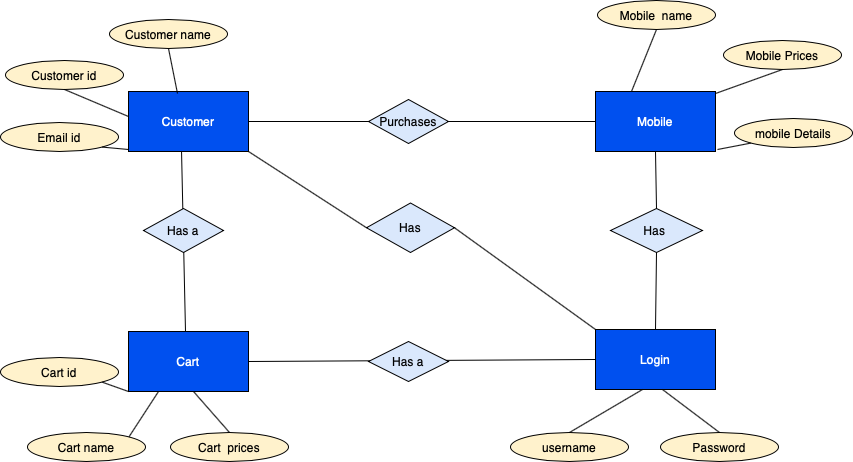 Mobile name
Customer name
Mobile Prices
Customer id
Customer
Purchases
Mobile
mobile Details
Email id
Has a
Has
Has
Cart
Has a
Login
Cart id
Cart name
Cart prices
username
Password